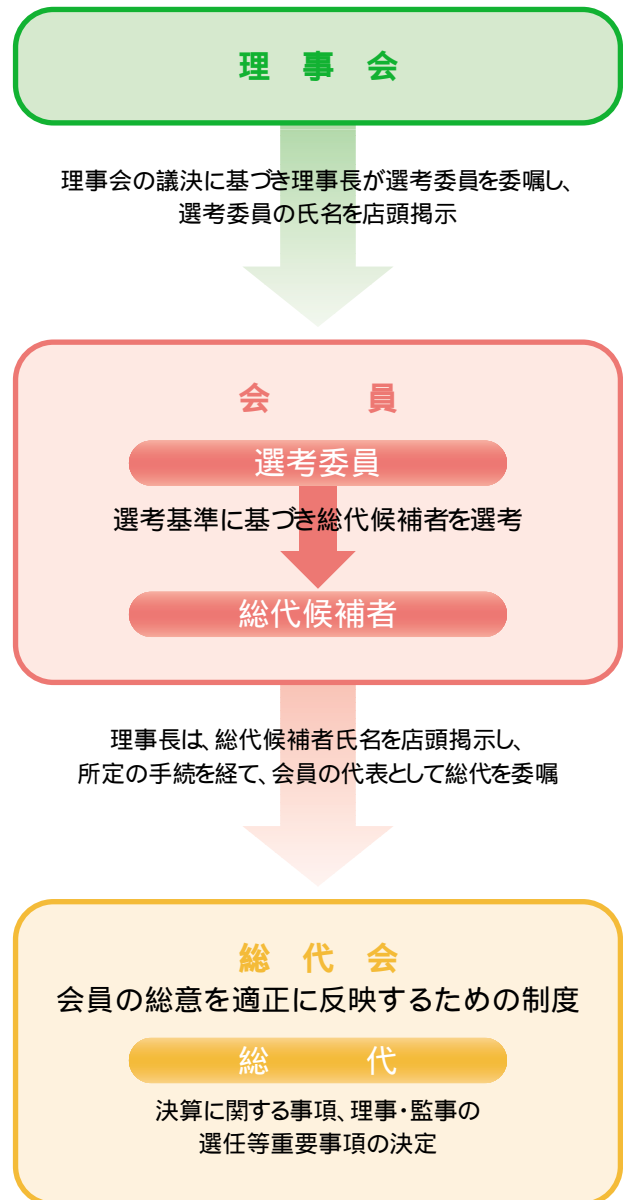 理　事　会
理事会の議決に基づき理事長が選考委員を委嘱し、
選考委員の氏名を店頭掲示
会　　　員
選考委員
選考基準に基づき総代候補者を選考
総代候補者
理事長は、総代候補者氏名を店頭掲示し、
所定の手続を経て、会員の代表として総代を委嘱
総　代　会
会員の総意を適正に反映するための制度
総　　　代
決算に関する事項、理事・監事の
選任等重要事項の決定